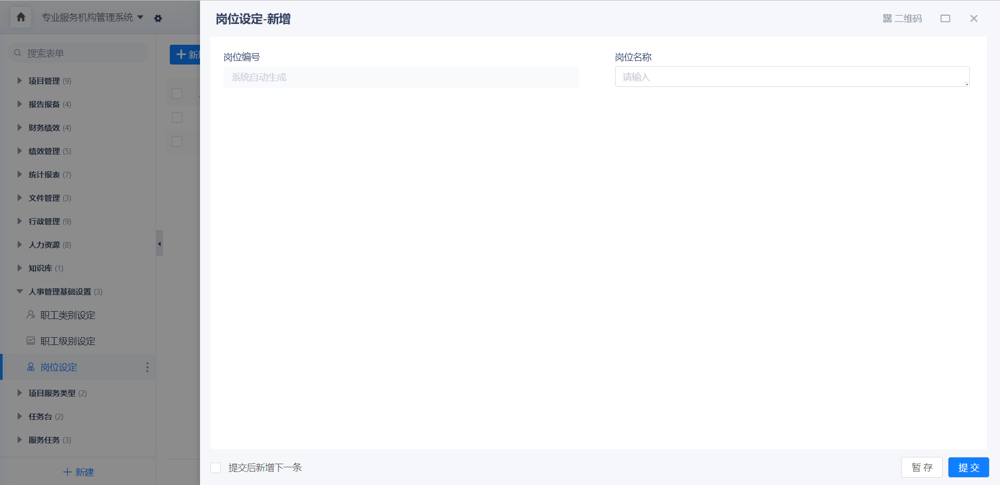 专业服务机构管理系统
搜索表单
项目管理 (9)
报告报备 (4)
财务绩效 (4)
绩效管理 (5)
统计报表 (7)
文件管理 (3)
行政管理 (9)
人力资源 (8)
知识库 (1)
人事管理基础设置 (3)
职工类别设定
职工级别设定
岗位设定
项目服务类型 (2)
任务台 (2)
服务任务 (3)
新建
岗位设定-新增
二维码
岗位编号
岗位名称
系统自动生成
请输入
提交后新增下一条
暂 存
提 交